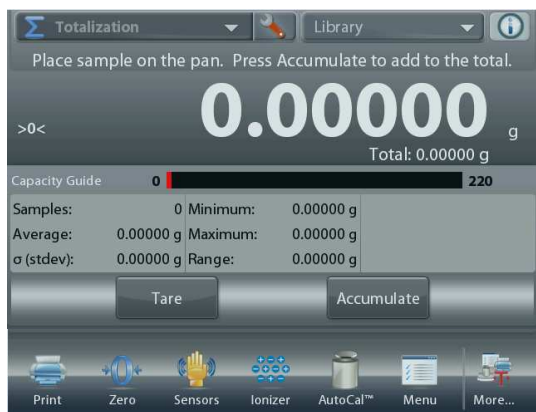 Σ Totalization Library
Place sample on the pan. Press Accumulate to add to the total.
>0< 0.00000 g
Total: 0.00000 g
Capacity Guide 0 220
Samples: 0 Minimum: 0.00000 g
Average: 0.00000 g Maximum: 0.00000 g
σ (stdev): 0.00000 g Range: 0.00000 g
Tare Accumulate
Print Zero Sensors Ionizer AutoCal™ Menu More...